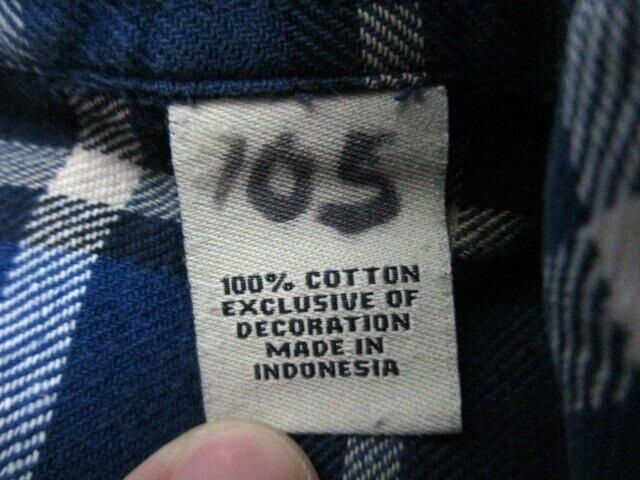 105
100% COTTON
EXCLUSIVE OF
DECORATION
MADE IN
INDONESIA